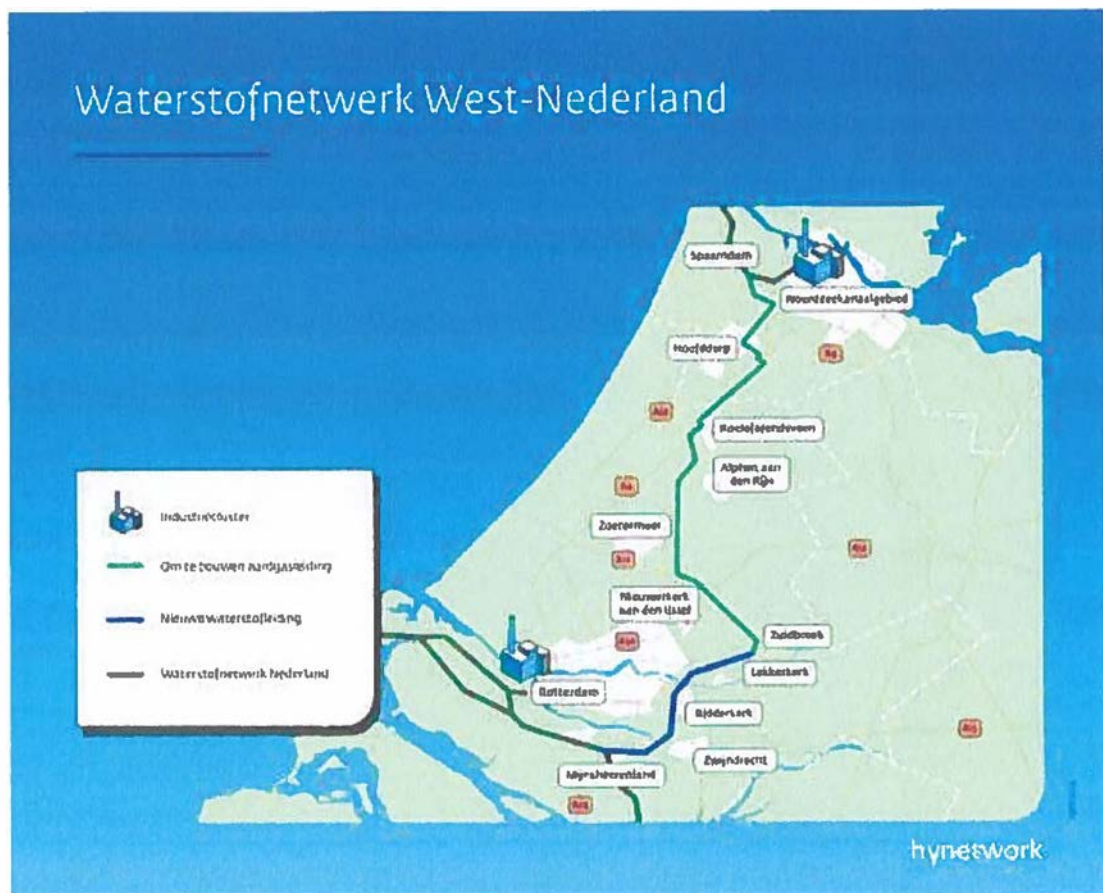 Waterstofnetwerk West-Nederland
Spaarndam
Noordzeekanaalgebied
Hoofddorp
Roelofarendsveen
Alphen aan
den Rijn
Zoetermeer
Nieuwerkerk
aan den IJssel
Zuidbroek
Lekkerkerk
Rotterdam
Ridderkerk
Zwijndrecht
Mijnsheerenland
Industriecluster
Om te bouwen aardgasleiding
Nieuwe waterstofleiding
Waterstofnetwerk Nederland
hynetwork